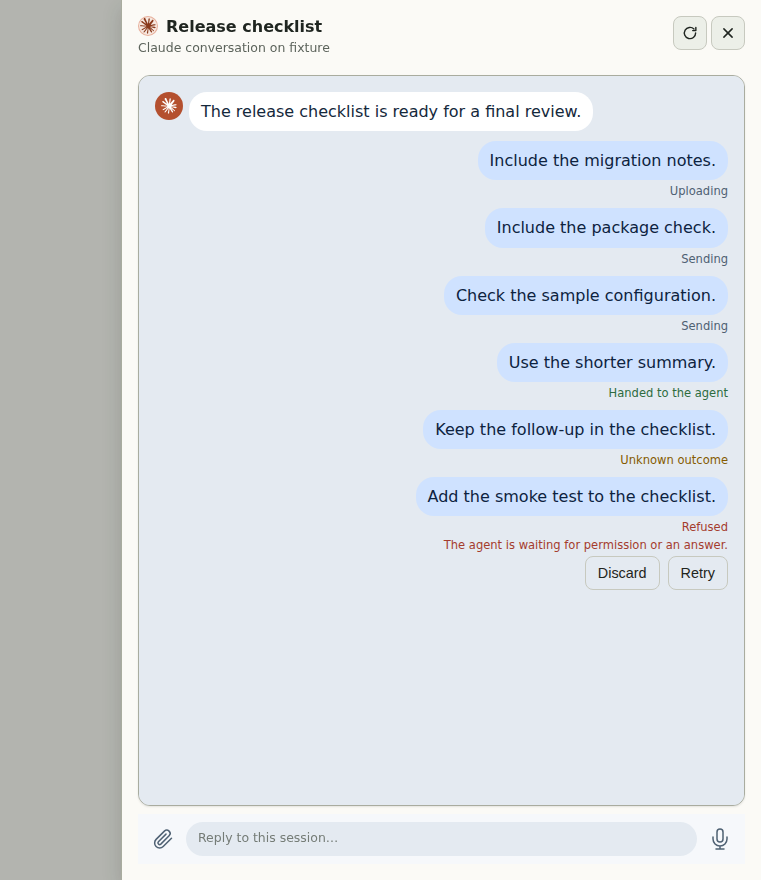 Release checklist
Claude conversation on fixture
The release checklist is ready for a final review.
Include the migration notes.
Uploading
Include the package check.
Sending
Check the sample configuration.
Sending
Use the shorter summary.
Handed to the agent
Keep the follow-up in the checklist.
Unknown outcome
Add the smoke test to the checklist.
Refused
The agent is waiting for permission or an answer.
Discard Retry
Reply to this session...